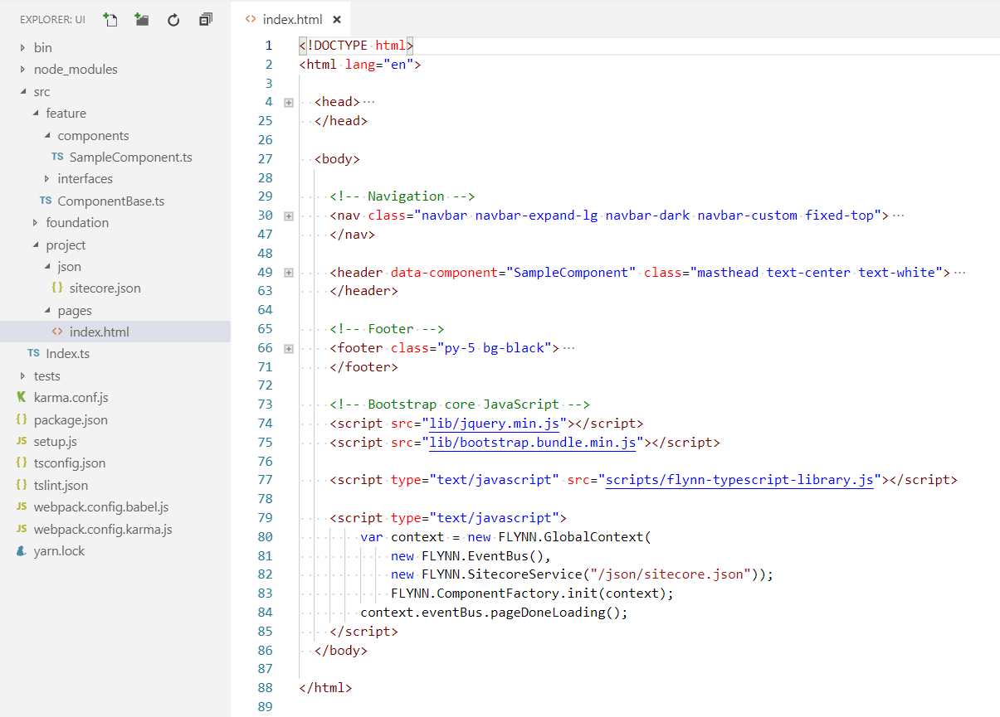 EXPLORER: UI
bin
node_modules
src
feature
components
TS SampleComponent.ts
interfaces
TS ComponentBase.ts
foundation
project
json
{} sitecore.json
pages
<> index.html
TS Index.ts
tests
K karma.conf.js
{} package.json
JS setup.js
{} tsconfig.json
{} tslint.json
JS webpack.config.babel.js
JS webpack.config.karma.js
yarn.lock
<> index.html ×
1 <!DOCTYPE html>
2 <html lang="en">
3
4 <head>···
25 </head>
26
27 <body>
28
29 <!-- Navigation -->
30 <nav class="navbar navbar-expand-lg navbar-dark navbar-custom fixed-top">···
47 </nav>
48
49 <header data-component="SampleComponent" class="masthead text-center text-white">···
63 </header>
64
65 <!-- Footer -->
66 <footer class="py-5 bg-black">···
71 </footer>
72
73 <!-- Bootstrap core JavaScript -->
74 <script src="lib/jquery.min.js"></script>
75 <script src="lib/bootstrap.bundle.min.js"></script>
76
77 <script type="text/javascript" src="scripts/flynn-typescript-library.js"></script>
78
79 <script type="text/javascript">
80 var context = new FLYNN.GlobalContext(
81 new FLYNN.EventBus(),
82 new FLYNN.SitecoreService("/json/sitecore.json"));
83 FLYNN.ComponentFactory.init(context);
84 context.eventBus.pageDoneLoading();
85 </script>
86 </body>
87
88 </html>
89